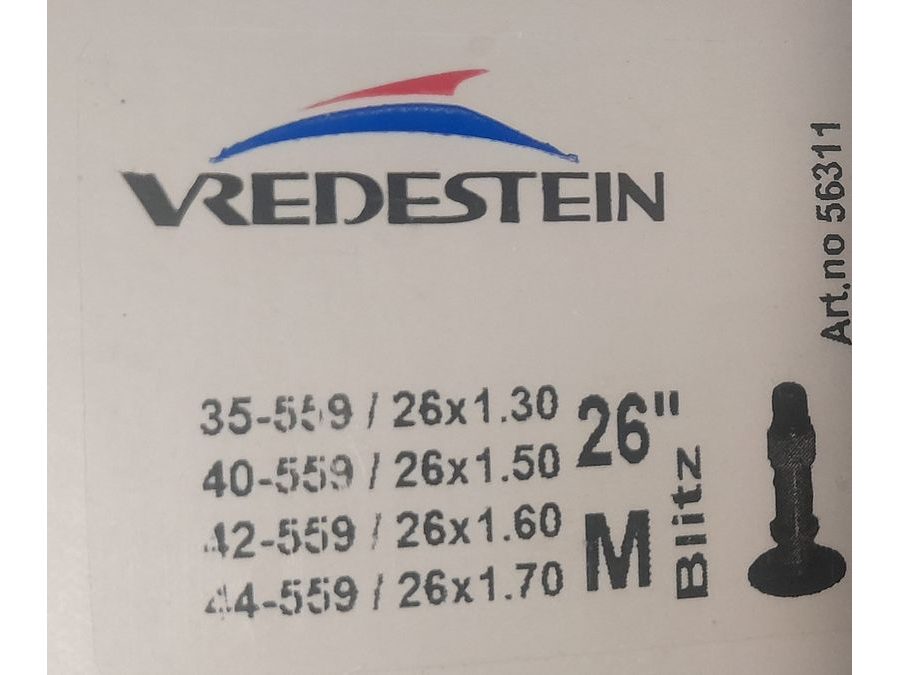 VREDESTEIN
35-559 / 26x1.30
40-559 / 26x1.50
42-559 / 26x1.60
44-559 / 26x1.70
26"
M
Blitz
Art.no 56311